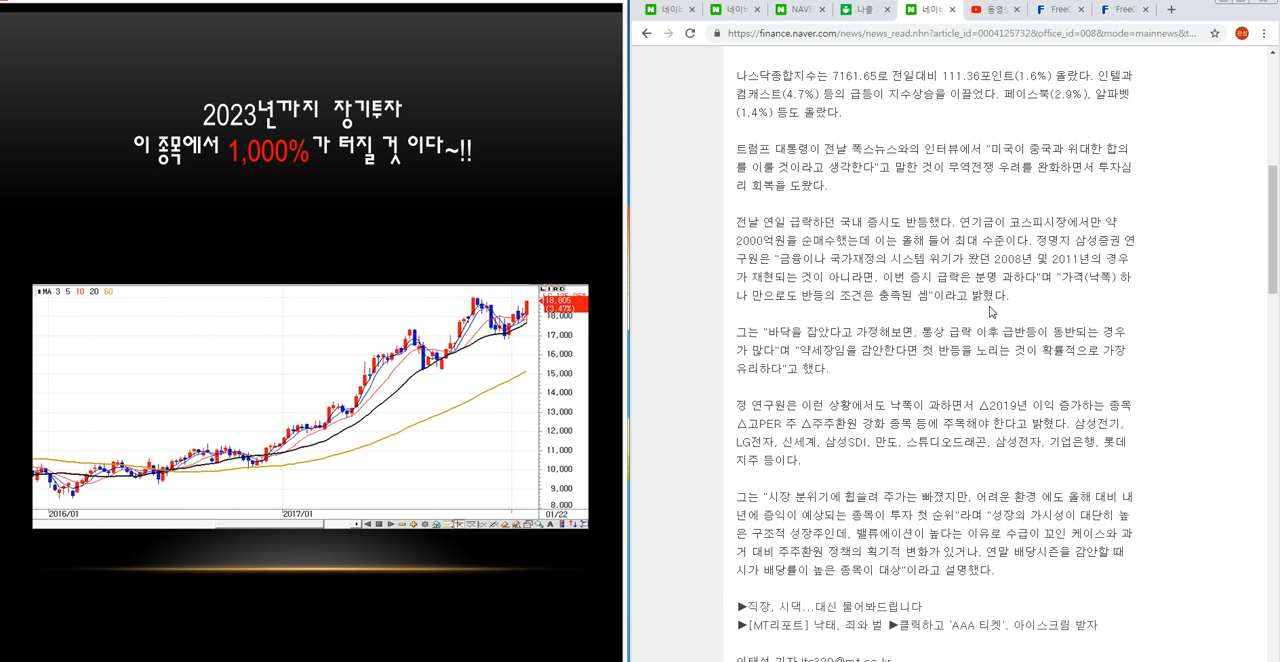 2023년까지 장기투자
이 종목에서 1,000%가 터질 것 이다~!!
MA 3 5 10 20 60
18,805
(3.47%)
18,000
17,000
16,000
15,000
14,000
13,000
12,000
11,000
10,000
9,000
8,000
2016/01
2017/01
01/22
네이버
네이버
NAVE
나를
네이버
동영상
FreeC
FreeC
https://finance.naver.com/news/news_read.nhn?article_id=0004125732&office_id=008&mode=mainnews&t...
나스닥종합지수는 7161.65로 전일대비 111.36포인트(1.6%) 올랐다. 인텔과
컴캐스트(4.7%) 등의 급등이 지수상승을 이끌었다. 페이스북(2.9%), 알파벳
(1.4%) 등도 올랐다.
트럼프 대통령이 전날 폭스뉴스와의 인터뷰에서 "미국이 중국과 위대한 합의
를 이룰 것이라고 생각한다"고 말한 것이 무역전쟁 우려를 완화하면서 투자심
리 회복을 도왔다.
전날 연일 급락하던 국내 증시도 반등했다. 연기금이 코스피시장에서만 약
2000억원을 순매수했는데 이는 올해 들어 최대 수준이다. 정명지 삼성증권 연
구원은 "금융이나 국가재정의 시스템 위기가 왔던 2008년 및 2011년의 경우
가 재현되는 것이 아니라면, 이번 증시 급락은 분명 과하다"며 "가격(낙폭) 하
나 만으로도 반등의 조건은 충족된 셈"이라고 밝혔다.
그는 "바닥을 잡았다고 가정해보면, 통상 급락 이후 급반등이 동반되는 경우
가 많다"며 "약세장임을 감안한다면 첫 반등을 노리는 것이 확률적으로 가장
유리하다"고 했다.
정 연구원은 이런 상황에서도 낙폭이 과하면서 △2019년 이익 증가하는 종목
△고PER 주 △주주환원 강화 종목 등에 주목해야 한다고 밝혔다. 삼성전기,
LG전자, 신세계, 삼성SDI, 만도, 스튜디오드래곤, 삼성전자, 기업은행, 롯데
지주 등이다.
그는 "시장 분위기에 휩쓸려 주가는 빠졌지만, 어려운 환경 에도 올해 대비 내
년에 증익이 예상되는 종목이 투자 첫 순위"라며 "성장의 가시성이 대단히 높
은 구조적 성장주인데, 밸류에이션이 높다는 이유로 수급이 꼬인 케이스와 과
거 대비 주주환원 정책의 획기적 변화가 있거나, 연말 배당시즌을 감안할 때
시가 배당률이 높은 종목이 대상"이라고 설명했다.
▶직장, 시댁...대신 물어봐드립니다
▶[MT리포트] 낙태, 죄와 벌 ▶클릭하고 'AAA 티켓', 아이스크림 받자
이태성 기자 lts320@mt.co.kr